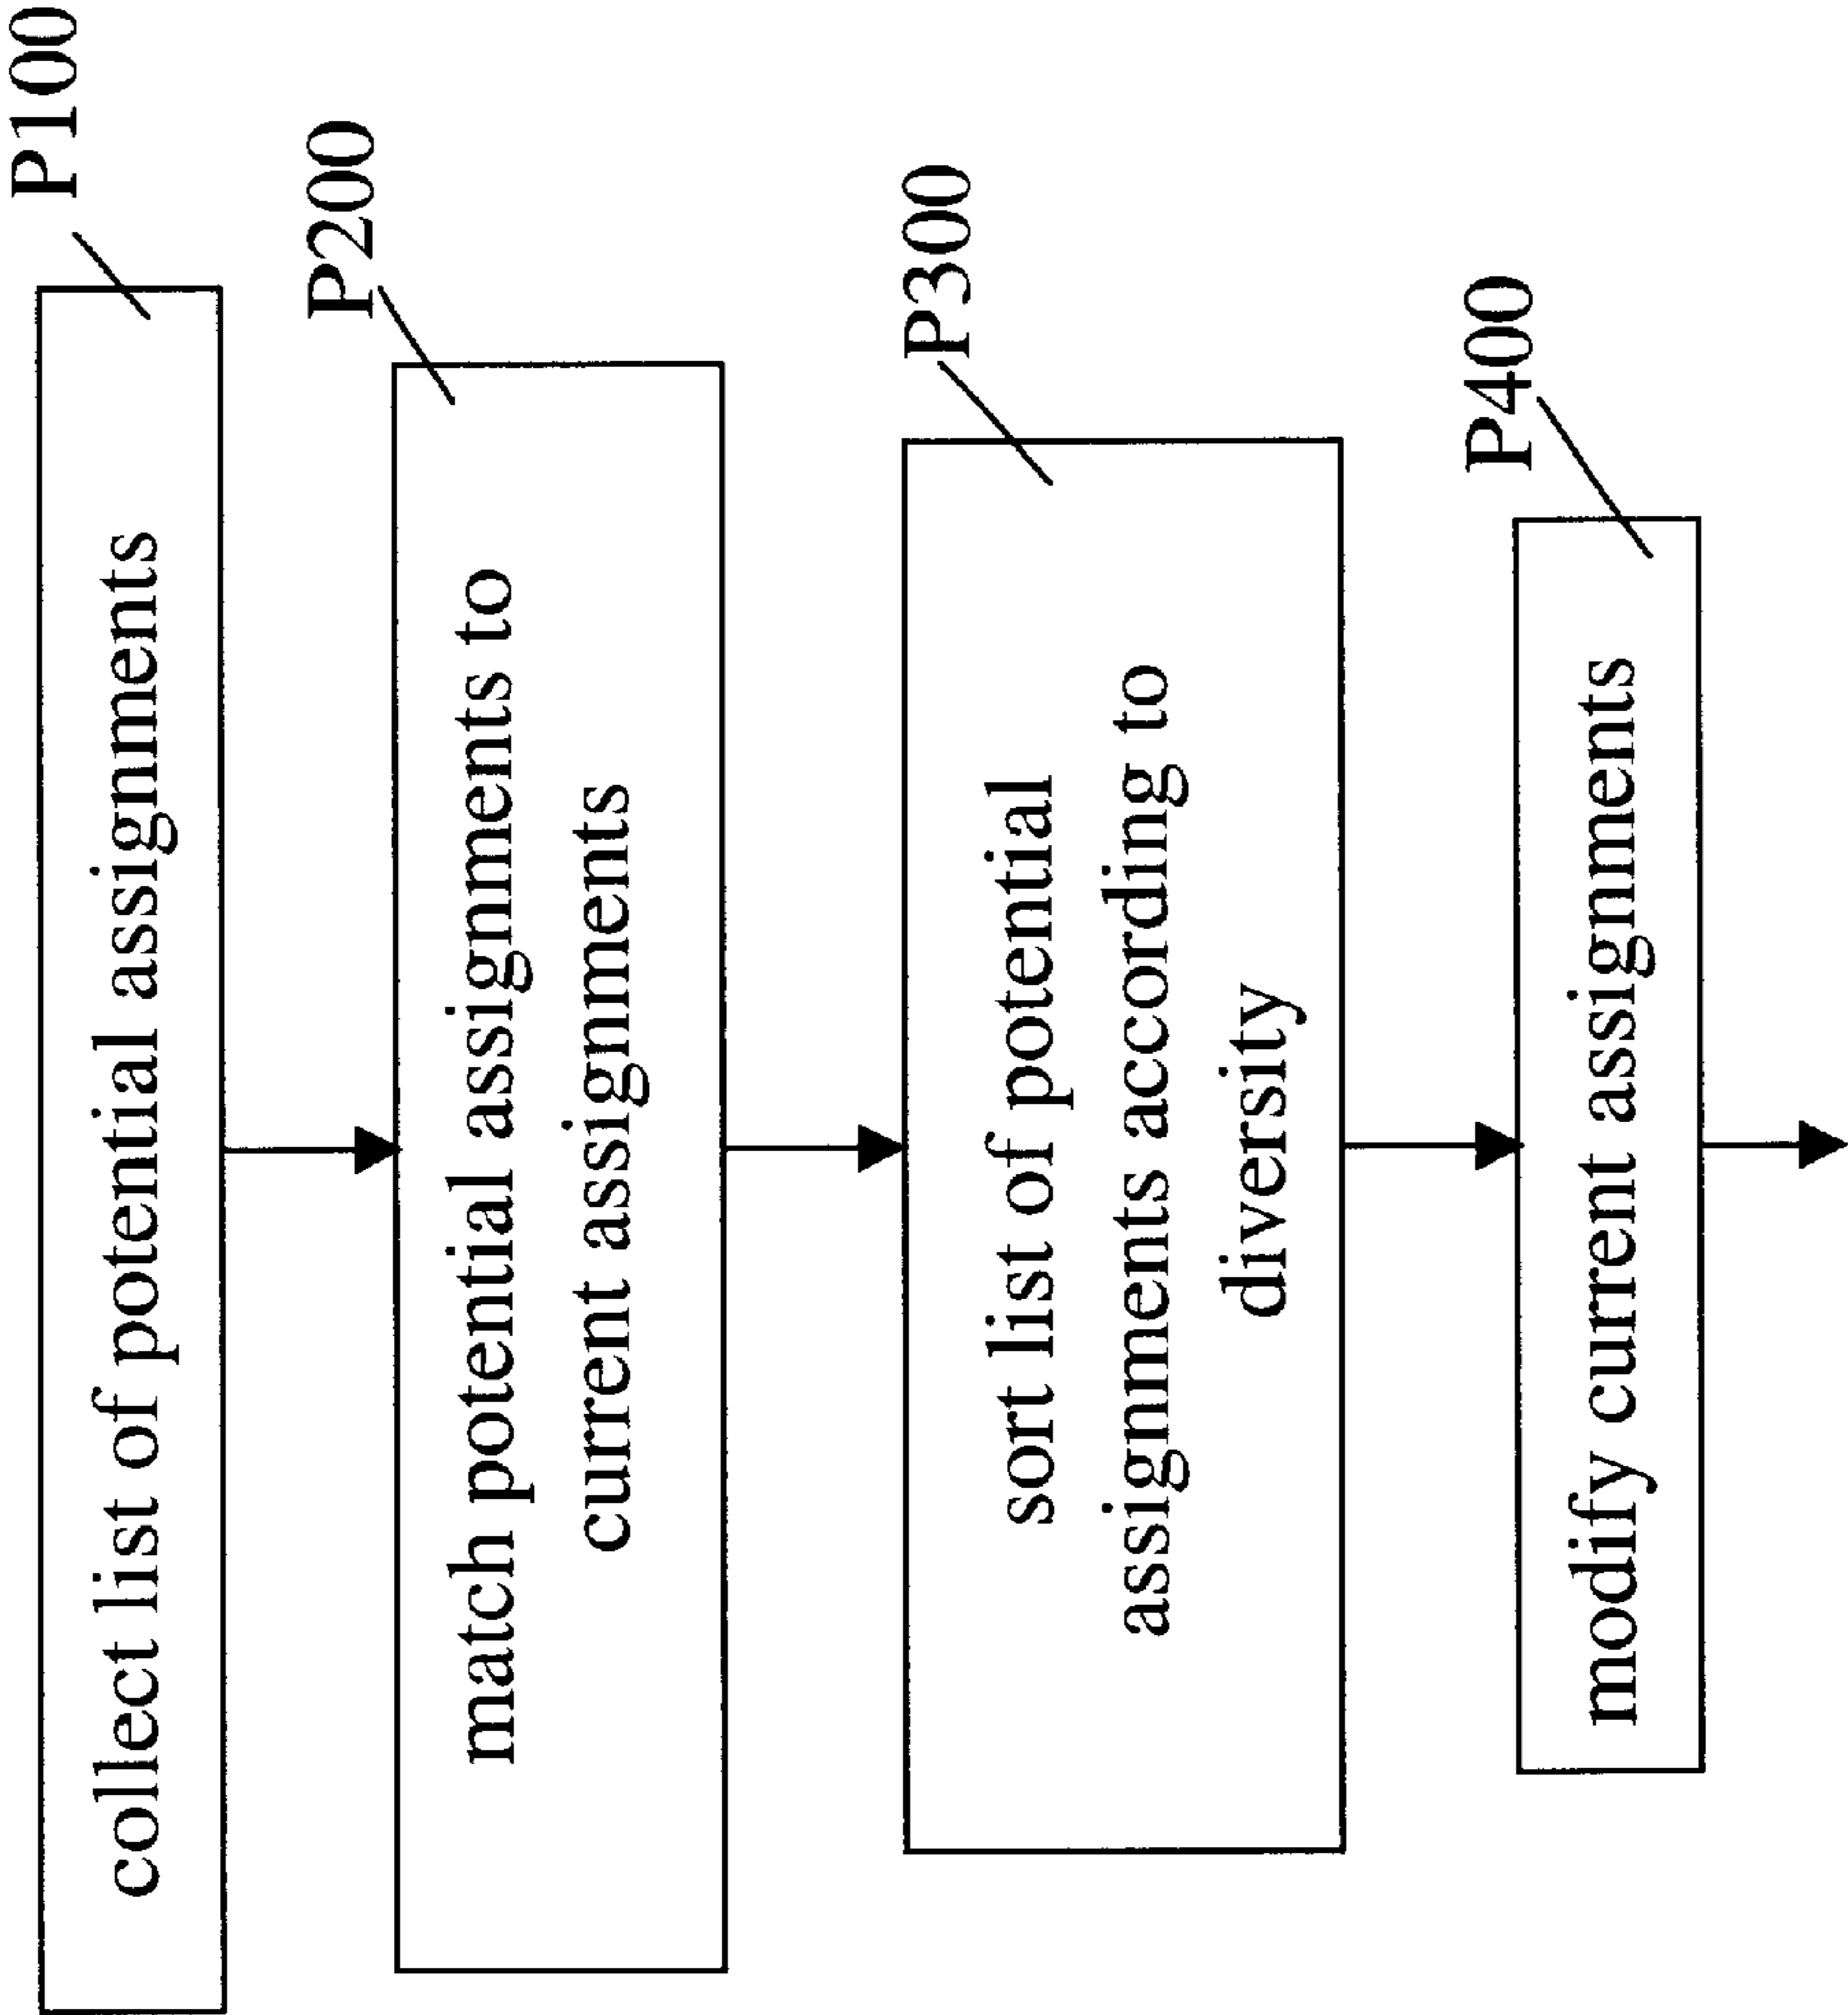 P100
collect list of potential assignments
P200
match potential assignments to
current assignments
P300
sort list of potential
assignments according to
diversity
P400
modify current assignments